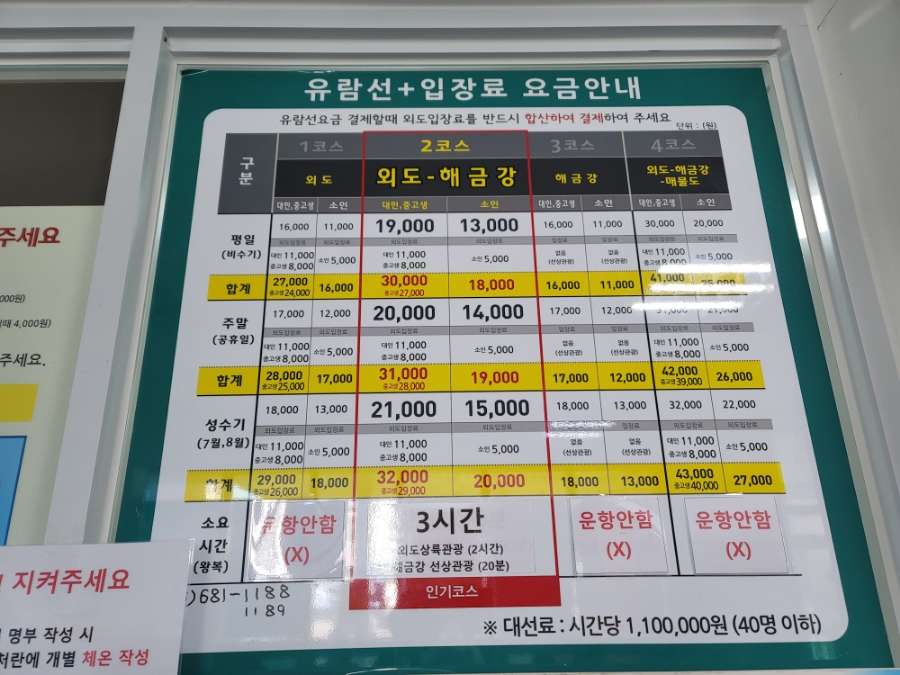 유람선+입장료 요금안내
유람선요금 결제할때 외도입장료를 반드시 합산하여 결제하여 주세요
단위 : (원)
구분 1코스 2코스 3코스 4코스
외도 외도-해금강 해금강 외도-해금강-매물도
대인,중고생 소인 대인,중고생 소인 대인,중고생 소인 대인,중고생 소인
평일 (비수기) 16,000 11,000 19,000 13,000 16,000 11,000 30,000 20,000
외도입장료 외도입장료 외도입장료 외도입장료 입장료 입장료 외도입장료 외도입장료
대인 11,000 중고생 8,000 소인 5,000 대인 11,000 중고생 8,000 소인 5,000 없음 (선상관광) 없음 (선상관광) 대인 11,000 중고생 8,000 소인 5,000
합계 27,000 중고생 24,000 16,000 30,000 중고생 27,000 18,000 16,000 11,000 41,000
주말 (공휴일) 17,000 12,000 20,000 14,000 17,000 12,000
외도입장료 외도입장료 외도입장료 외도입장료 입장료 입장료 외도입장료 외도입장료
대인 11,000 중고생 8,000 소인 5,000 대인 11,000 중고생 8,000 소인 5,000 없음 (선상관광) 없음 (선상관광) 대인 11,000 중고생 8,000 소인 5,000
합계 28,000 중고생 25,000 17,000 31,000 중고생 28,000 19,000 17,000 12,000 42,000 중고생 39,000 26,000
성수기 (7월,8월) 18,000 13,000 21,000 15,000 18,000 13,000 32,000 22,000
외도입장료 외도입장료 외도입장료 외도입장료 입장료 입장료 외도입장료 외도입장료
대인 11,000 중고생 8,000 소인 5,000 대인 11,000 중고생 8,000 소인 5,000 없음 (선상관광) 없음 (선상관광) 대인 11,000 중고생 8,000 소인 5,000
합계 29,000 중고생 26,000 18,000 32,000 중고생 29,000 20,000 18,000 13,000 43,000 중고생 40,000 27,000
소요 시간 (왕복) 운항안함 (X) 3시간 운항안함 (X) 운항안함 (X)
외도상륙관광 (2시간)
해금강 선상관광 (20분)
인기코스
)681-1188
1189
※ 대선료 : 시간당 1,100,000원 (40명 이하)
주세요
4,000원)
주세요.
지켜주세요
명부 작성 시
개별 체온 작성